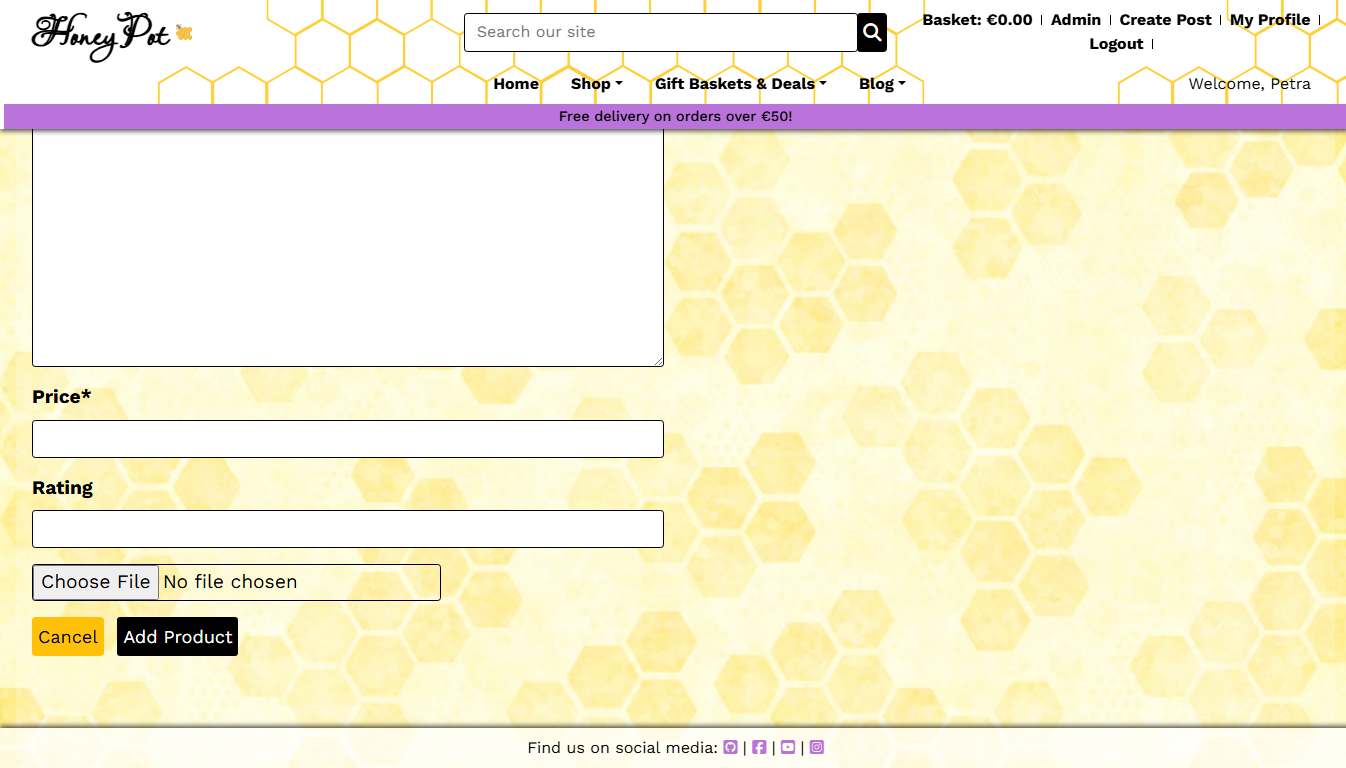 Honey Pot
Search our site
Basket: €0.00 | Admin | Create Post | My Profile |
Logout |
Home Shop Gift Baskets & Deals Blog
Welcome, Petra
Free delivery on orders over €50!
Price*
Rating
Choose File No file chosen
Cancel Add Product
Find us on social media: | | |